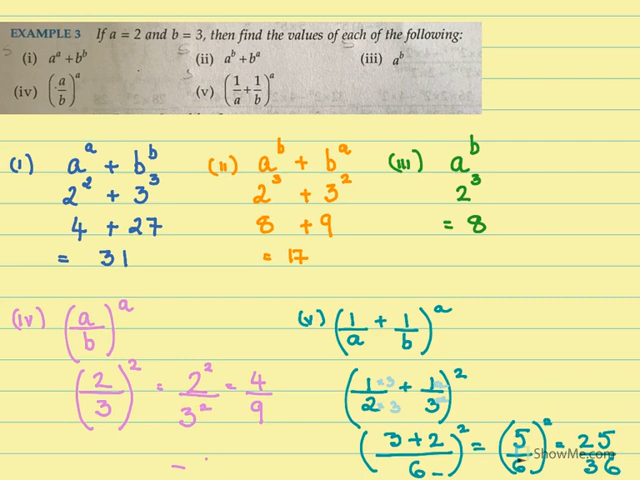 EXAMPLE 3 If a = 2 and b = 3, then find the values of each of the following:
(i) a^a + b^b (ii) a^b + b^a (iii) a^b
(iv) (a/b)^a (v) (1/a + 1/b)^a
(i) a^a + b^b (ii) a^b + b^a (iii) a^b
2^2 + 3^3 2^3 + 3^2 2^3
4 + 27 8 + 9 = 8
= 31 = 17
(iv) (a/b)^a (v) (1/a + 1/b)^a
(2/3)^2 = 2^2/3^2 = 4/9 (1×3/2×3 + 1/3)^2
((3+2)/6)^2 = (5/6)^2 = 25/36
ShowMe.com